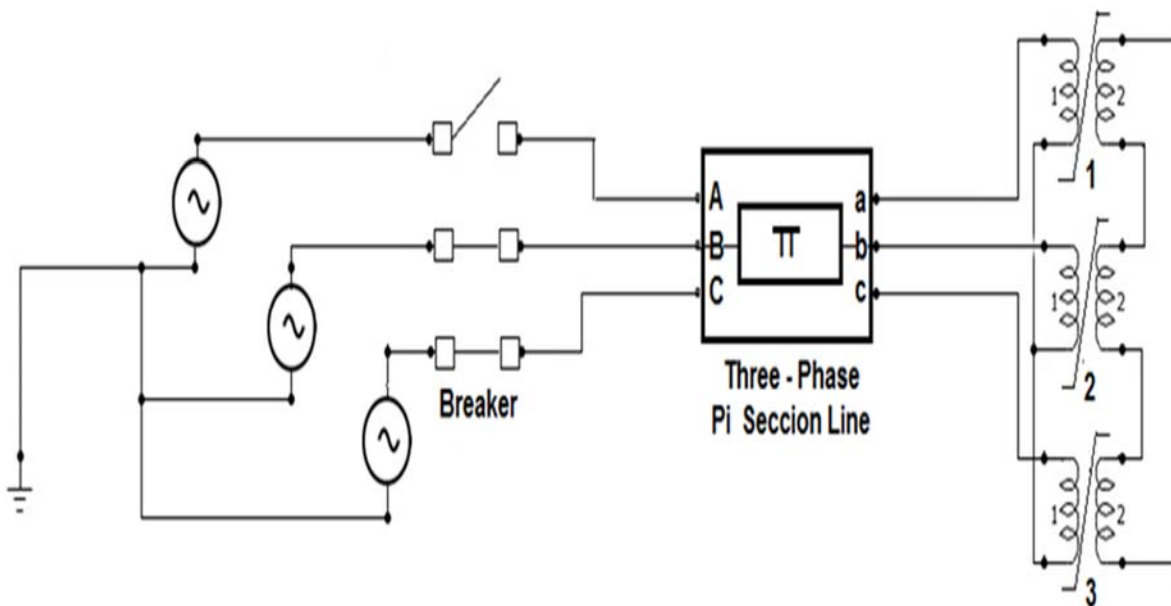 1 2
1
A a
B π b
C c
1 2
2
Breaker
Three - Phase
Pi Seccion Line
1 2
3